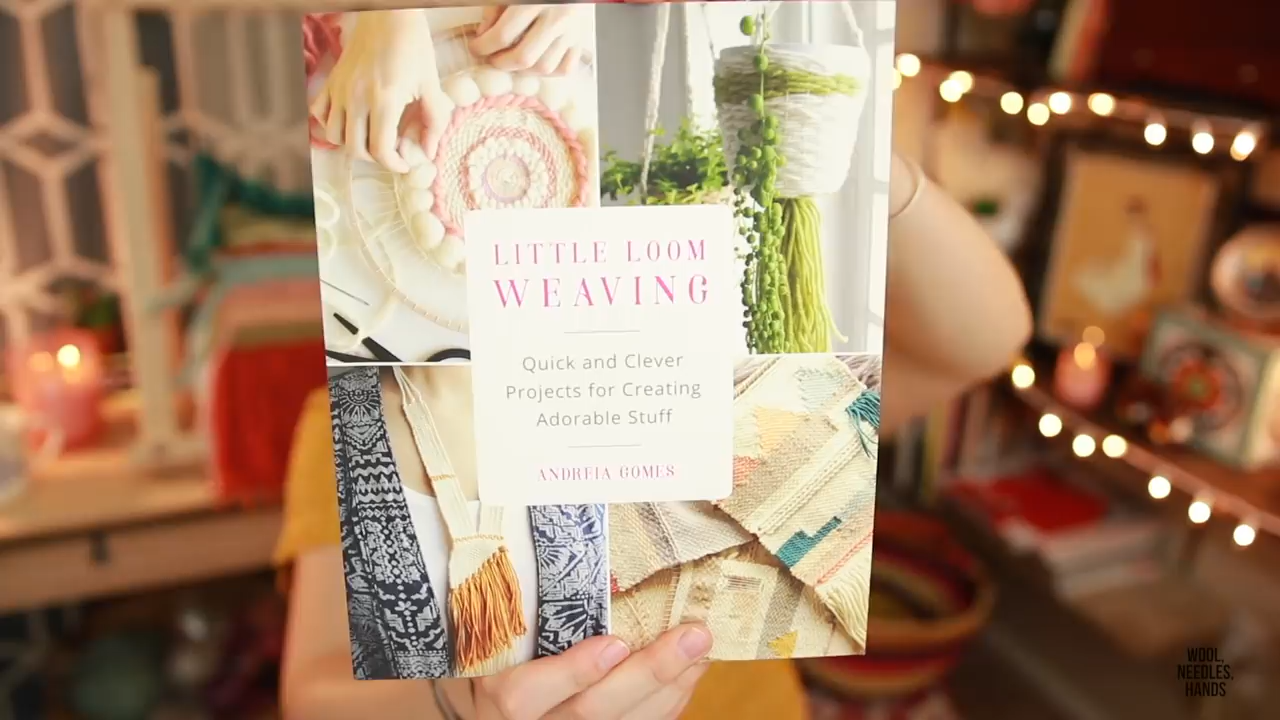 LITTLE LOOM
WEAVING
Quick and Clever
Projects for Creating
Adorable Stuff
ANDREIA GOMES
WOOL,
NEEDLES,
HANDS